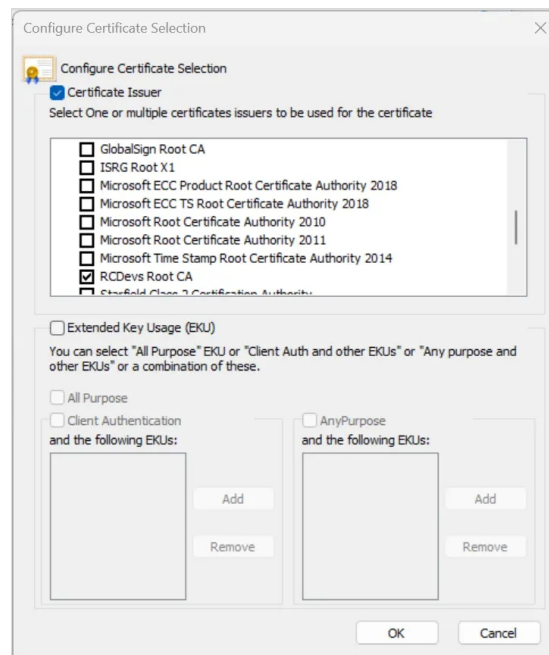 Configure Certificate Selection
Configure Certificate Selection
Certificate Issuer
Select One or multiple certificates issuers to be used for the certificate
GlobalSign Root CA
ISRG Root X1
Microsoft ECC Product Root Certificate Authority 2018
Microsoft ECC TS Root Certificate Authority 2018
Microsoft Root Certificate Authority 2010
Microsoft Root Certificate Authority 2011
Microsoft Time Stamp Root Certificate Authority 2014
RCDevs Root CA
Starfield Class 2 Certification Authority
Extended Key Usage (EKU)
You can select "All Purpose" EKU or "Client Auth and other EKUs" or "Any purpose and
other EKUs" or a combination of these.
All Purpose
Client Authentication
and the following EKUs:
Add
Remove
AnyPurpose
and the following EKUs:
Add
Remove
OK
Cancel